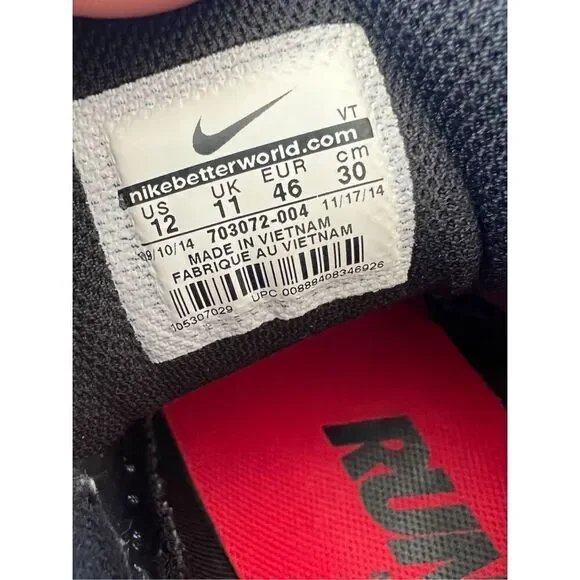 VT
nikebetterworld.com
US UK EUR cm
12 11 46 30
09/10/14 703072-004 11/17/14
MADE IN VIETNAM
FABRIQUE AU VIETNAM
105307029 UPC 00888408346926
RUN